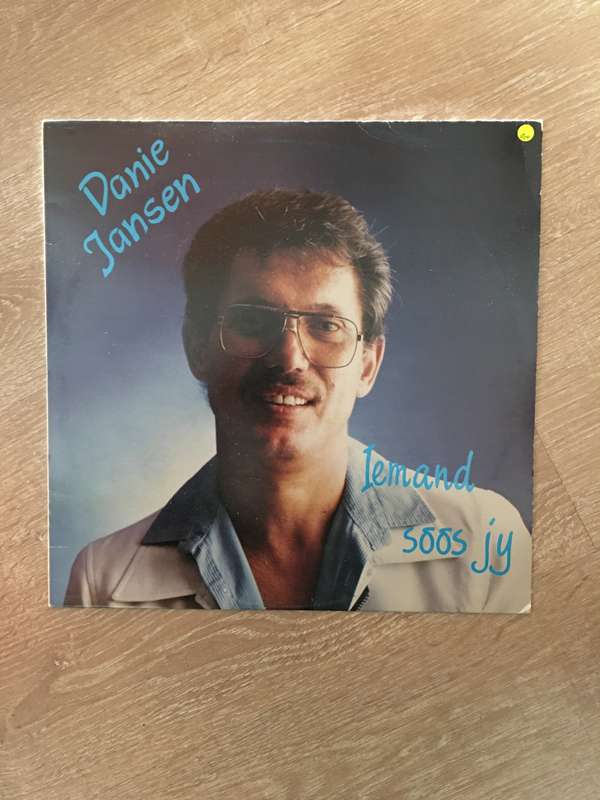 Danie
Jansen
Iemand
soos jy